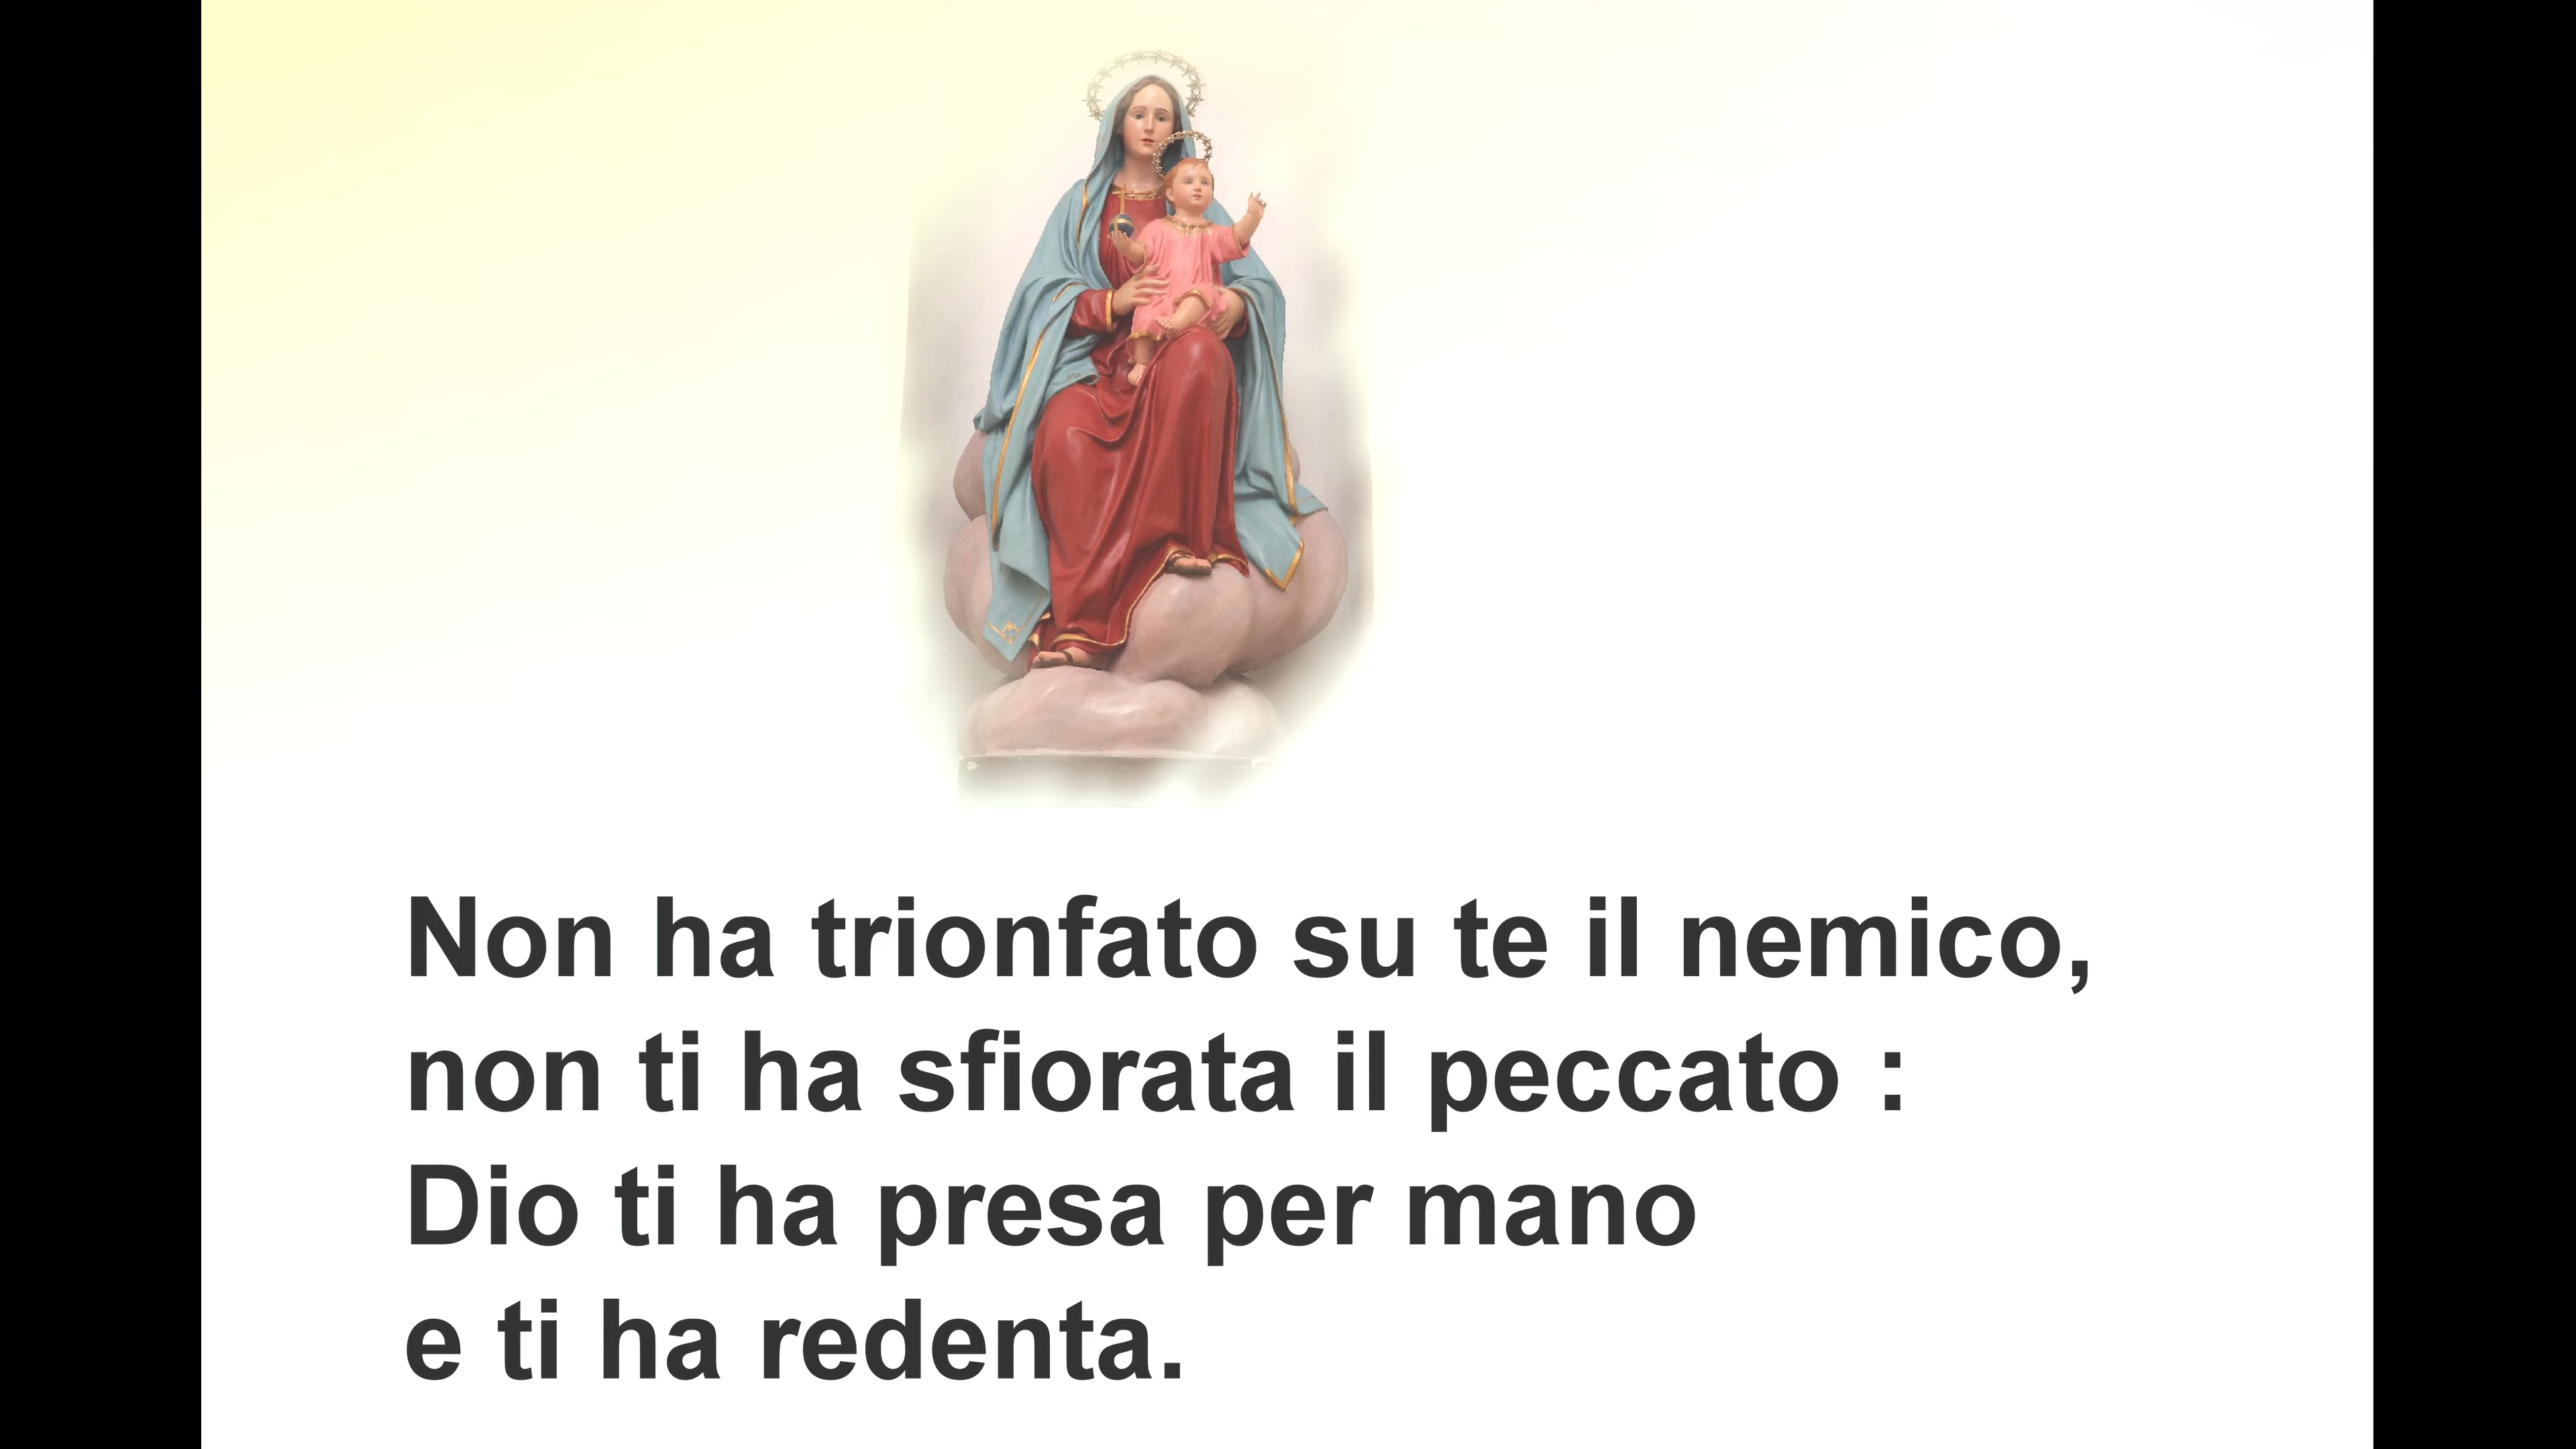 Non ha trionfato su te il nemico,
non ti ha sfiorata il peccato :
Dio ti ha presa per mano
e ti ha redenta.